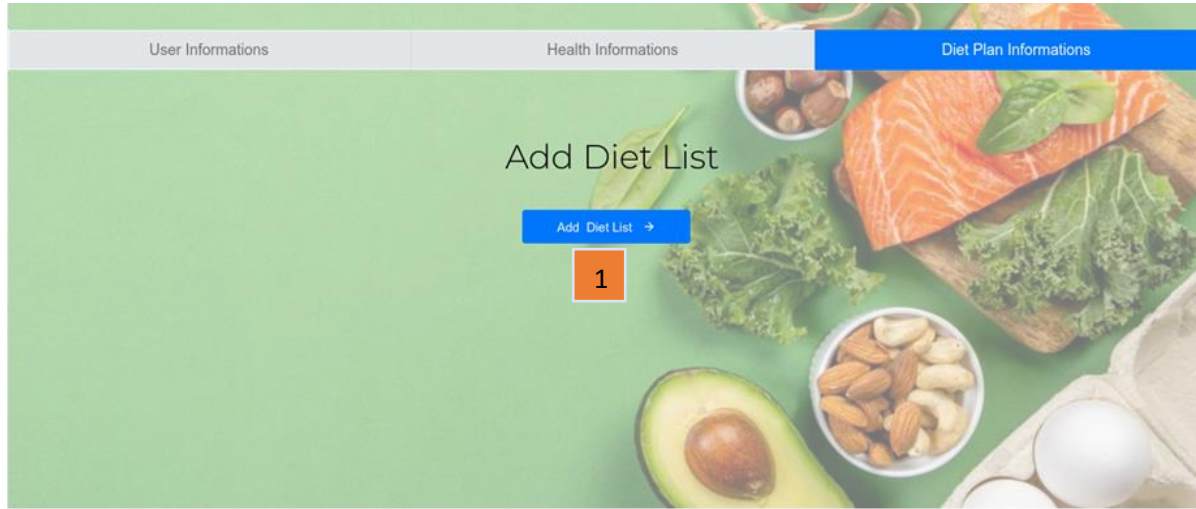 User Informations
Health Informations
Diet Plan Informations
Add Diet List
Add Diet List →
1